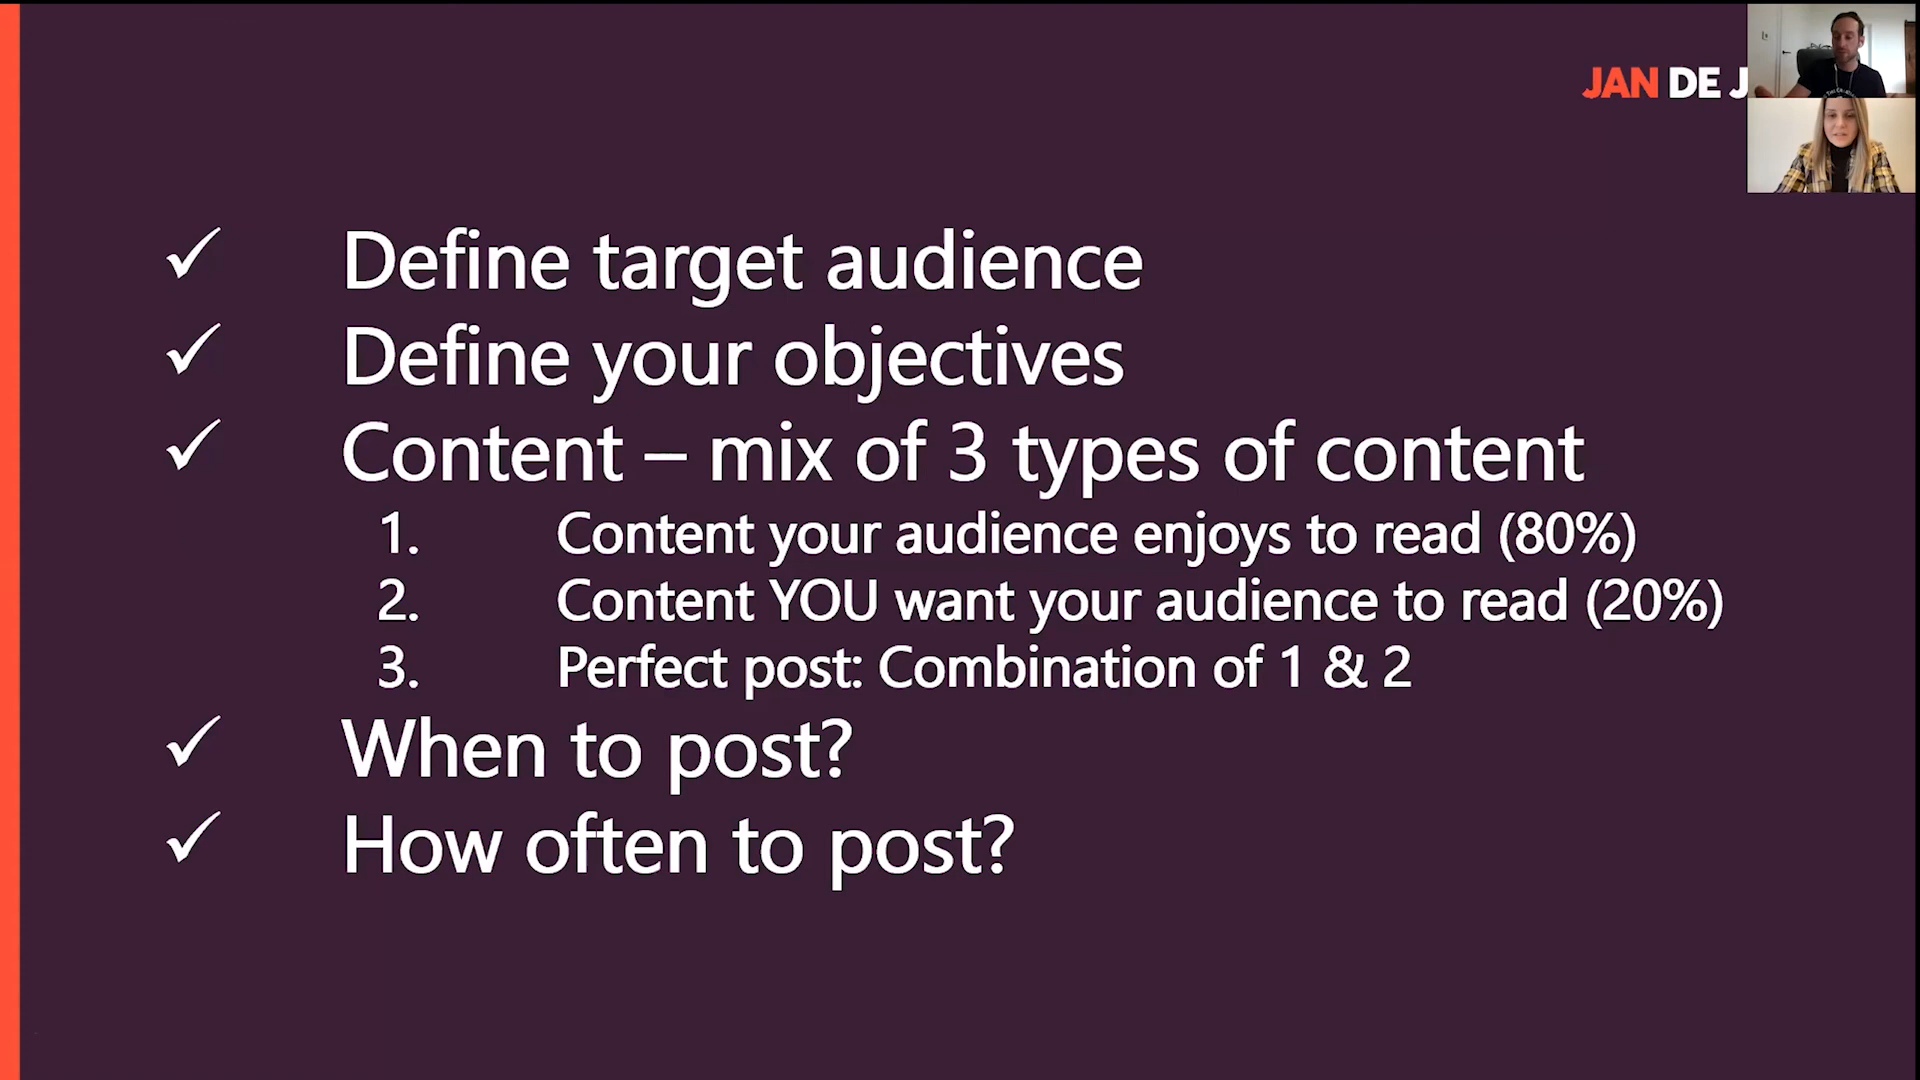 JAN DE J
✓ Define target audience
✓ Define your objectives
✓ Content – mix of 3 types of content
1. Content your audience enjoys to read (80%)
2. Content YOU want your audience to read (20%)
3. Perfect post: Combination of 1 & 2
✓ When to post?
✓ How often to post?